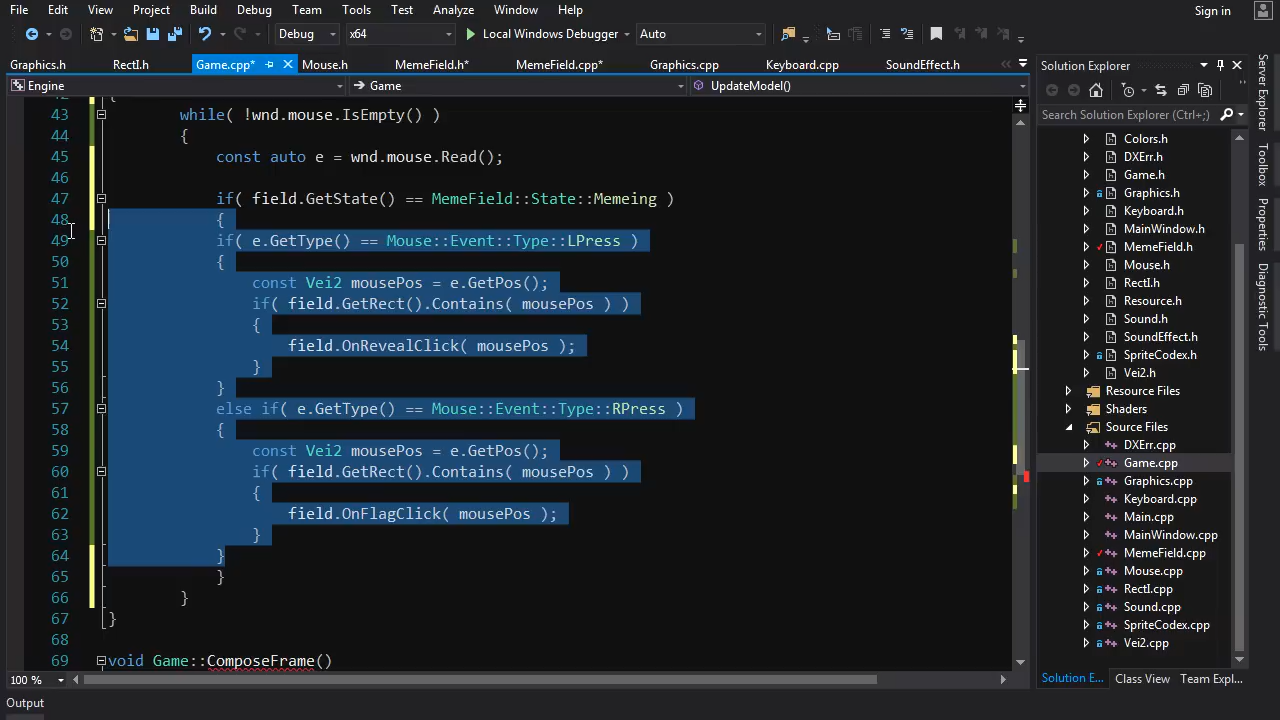 File Edit View Project Build Debug Team Tools Test Analyze Window Help Sign in
Debug x64 Local Windows Debugger Auto
Graphics.h RectI.h Game.cpp* Mouse.h MemeField.h* MemeField.cpp* Graphics.cpp Keyboard.cpp SoundEffect.h Solution Explorer
Engine Game UpdateModel()
Search Solution Explorer (Ctrl+;)
43 while( !wnd.mouse.IsEmpty() )
44 {
45 const auto e = wnd.mouse.Read();
46
47 if( field.GetState() == MemeField::State::Memeing )
48 {
49 if( e.GetType() == Mouse::Event::Type::LPress )
50 {
51 const Vei2 mousePos = e.GetPos();
52 if( field.GetRect().Contains( mousePos ) )
53 {
54 field.OnRevealClick( mousePos );
55 }
56 }
57 else if( e.GetType() == Mouse::Event::Type::RPress )
58 {
59 const Vei2 mousePos = e.GetPos();
60 if( field.GetRect().Contains( mousePos ) )
61 {
62 field.OnFlagClick( mousePos );
63 }
64 }
65 }
66 }
67 }
68
69 void Game::ComposeFrame()
100 %
Output
Colors.h
DXErr.h
Game.h
Graphics.h
Keyboard.h
MainWindow.h
MemeField.h
Mouse.h
RectI.h
Resource.h
Sound.h
SoundEffect.h
SpriteCodex.h
Vei2.h
Resource Files
Shaders
Source Files
DXErr.cpp
Game.cpp
Graphics.cpp
Keyboard.cpp
Main.cpp
MainWindow.cpp
MemeField.cpp
Mouse.cpp
RectI.cpp
Sound.cpp
SpriteCodex.cpp
Vei2.cpp
Solution E... Class View Team Expl...
Server Explorer
Toolbox
Properties
Diagnostic Tools